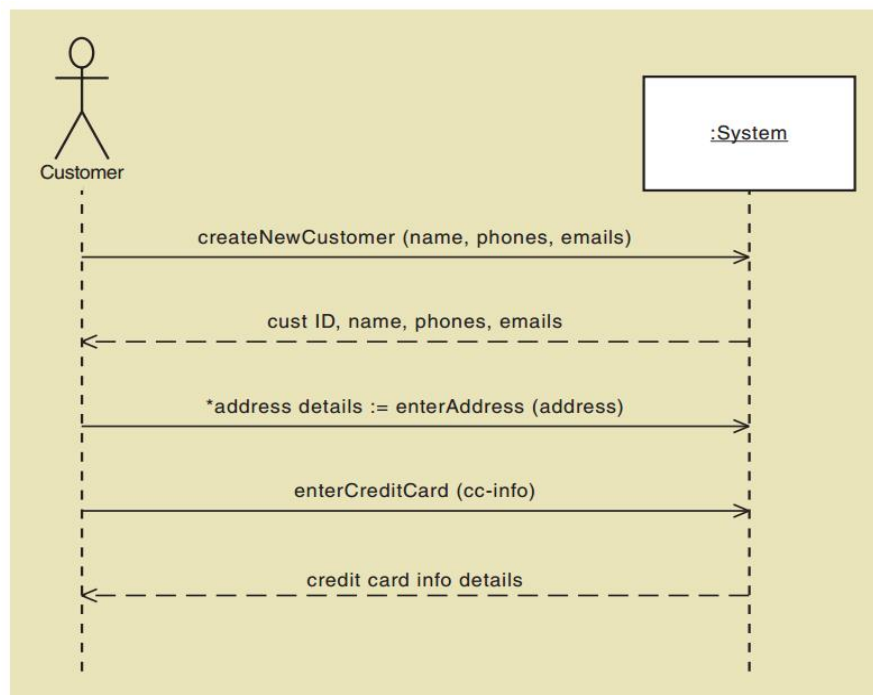 :System
Customer
createNewCustomer (name, phones, emails)
cust ID, name, phones, emails
*address details := enterAddress (address)
enterCreditCard (cc-info)
credit card info details